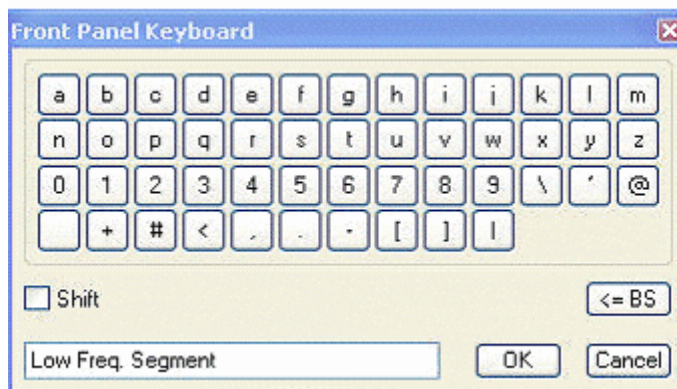 Front Panel Keyboard
a b c d e f g h i j k l m
n o p q r s t u v w x y z
0 1 2 3 4 5 6 7 8 9 \ ´ @
+ # < , . - [ ] |
Shift
<= BS
Low Freq. Segment
OK Cancel